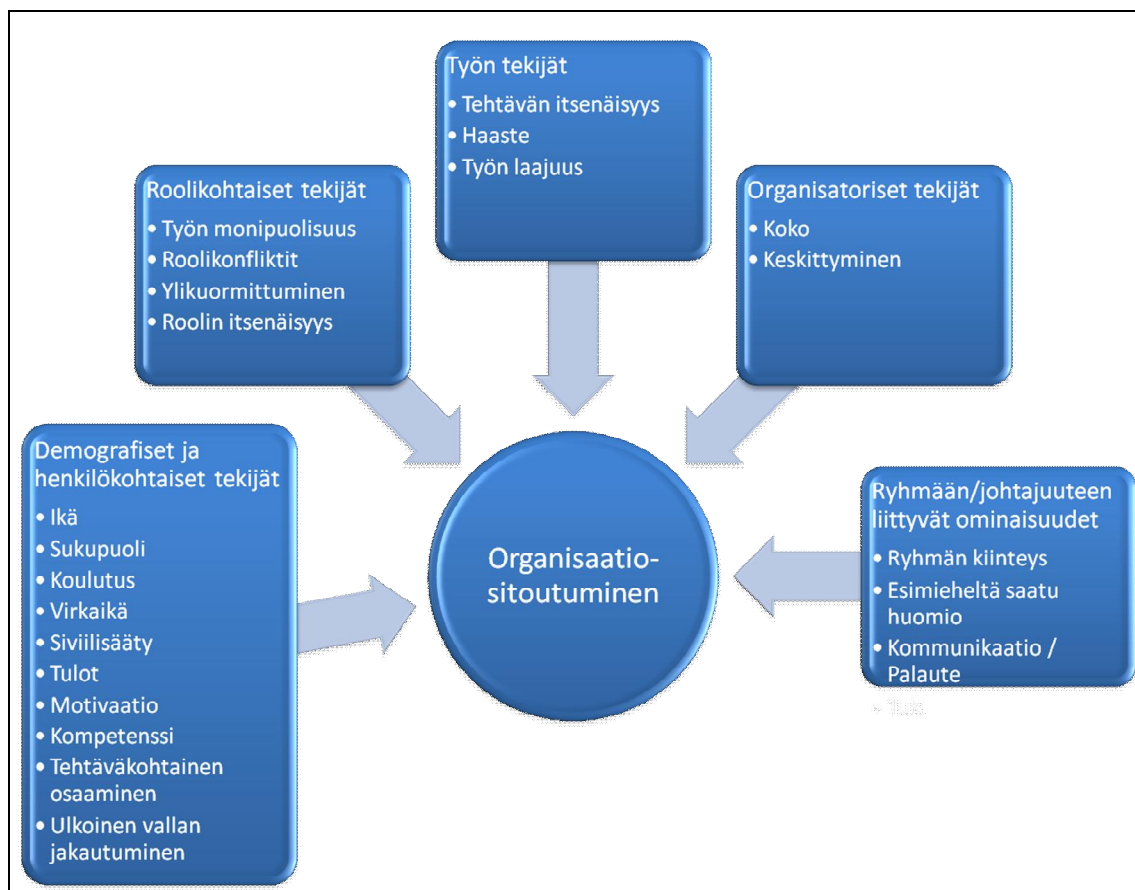 Työn tekijät
• Tehtävän itsenäisyys
• Haaste
• Työn laajuus
Roolikohtaiset tekijät
• Työn monipuolisuus
• Roolikonfliktit
• Ylikuormittuminen
• Roolin itsenäisyys
Organisatoriset tekijät
• Koko
• Keskittyminen
Demografiset ja
henkilökohtaiset tekijät
• Ikä
• Sukupuoli
• Koulutus
• Virkaikä
• Siviilisääty
• Tulot
• Motivaatio
• Kompetenssi
• Tehtäväkohtainen
osaaminen
• Ulkoinen vallan
jakautuminen
Organisaatio-
sitoutuminen
Ryhmään/johtajuuteen
liittyvät ominaisuudet
• Ryhmän kiinteys
• Esimieheltä saatu
huomio
• Kommunikaatio /
Palaute